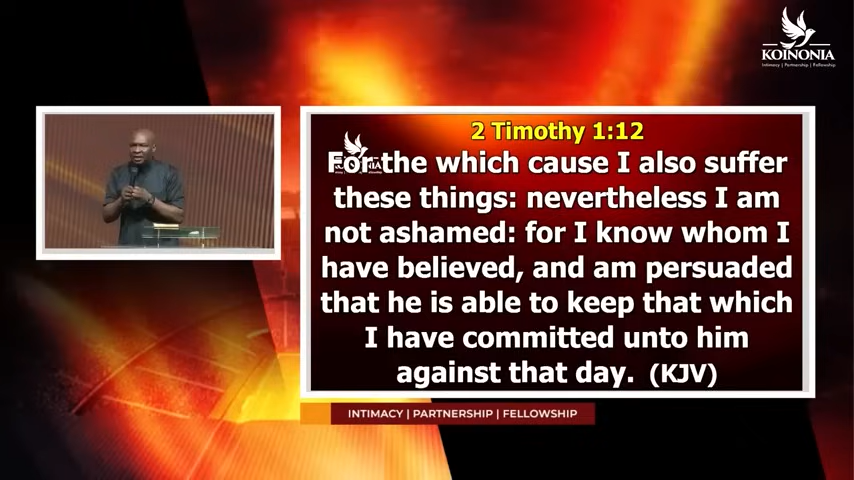 KOINONIA
Intimacy | Partnership | Fellowship
2 Timothy 1:12
For the which cause I also suffer
these things: nevertheless I am
not ashamed: for I know whom I
have believed, and am persuaded
that he is able to keep that which
I have committed unto him
against that day. (KJV)
INTIMACY | PARTNERSHIP | FELLOWSHIP